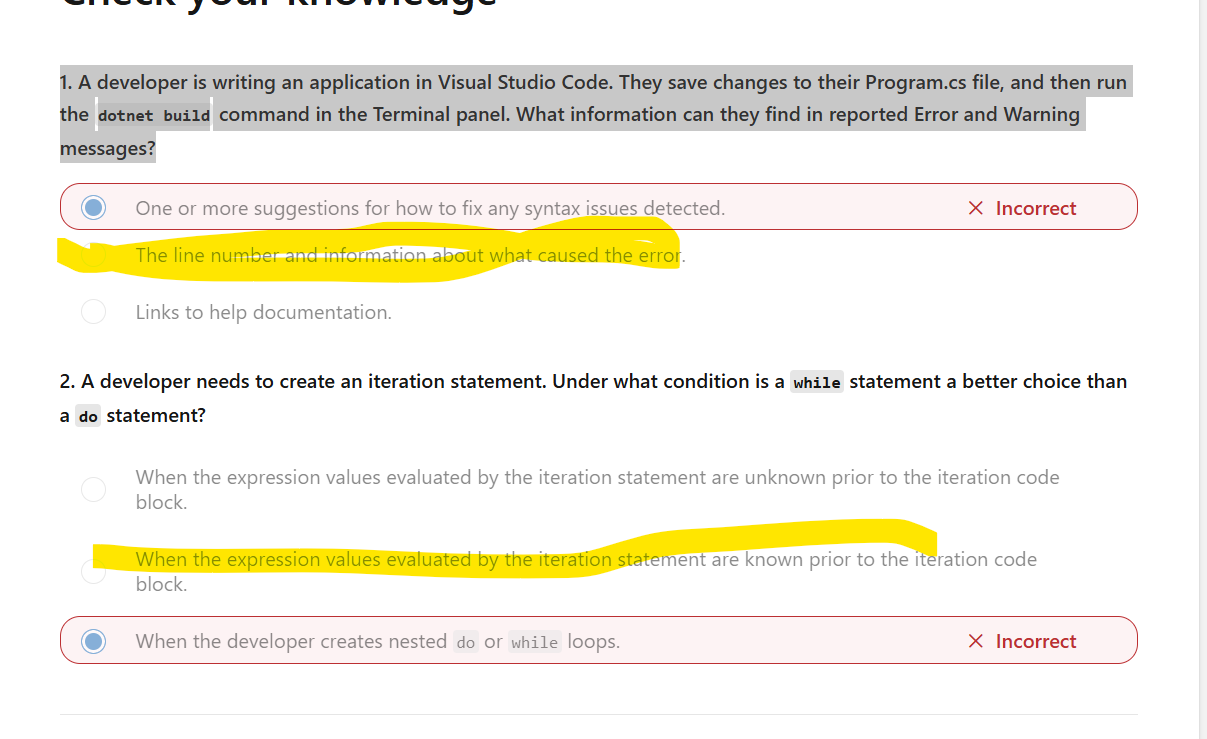 Check your knowledge
1. A developer is writing an application in Visual Studio Code. They save changes to their Program.cs file, and then run
the dotnet build command in the Terminal panel. What information can they find in reported Error and Warning
messages?
One or more suggestions for how to fix any syntax issues detected.
Incorrect
The line number and information about what caused the error.
Links to help documentation.
2. A developer needs to create an iteration statement. Under what condition is a while statement a better choice than
a do statement?
When the expression values evaluated by the iteration statement are unknown prior to the iteration code
block.
When the expression values evaluated by the iteration statement are known prior to the iteration code
block.
When the developer creates nested do or while loops.
Incorrect